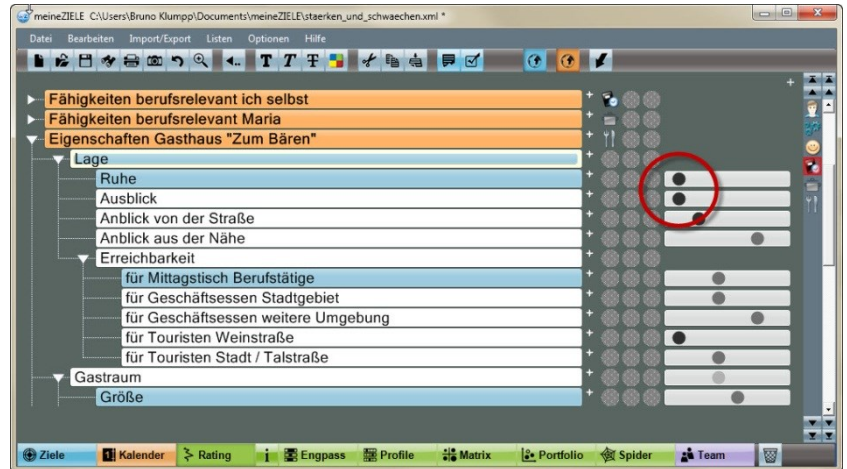 meineZIELE C:\Users\Bruno Klumpp\Documents\meineZIELE\staerken_und_schwaechen.xml *
Datei Bearbeiten Import/Export Listen Optionen Hilfe
T T T
+
Fähigkeiten berufsrelevant ich selbst +
Fähigkeiten berufsrelevant Maria +
Eigenschaften Gasthaus "Zum Bären" +
Lage +
Ruhe +
Ausblick +
Anblick von der Straße +
Anblick aus der Nähe +
Erreichbarkeit +
für Mittagstisch Berufstätige +
für Geschäftsessen Stadtgebiet +
für Geschäftsessen weitere Umgebung +
für Touristen Weinstraße +
für Touristen Stadt / Talstraße +
Gastraum +
Größe +
Ziele Kalender Rating i Engpass Profile Matrix Portfolio Spider Team